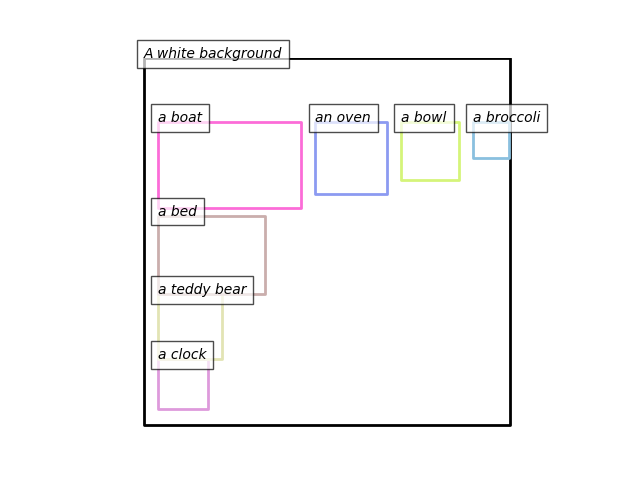 A white background
a boat
an oven
a bowl
a broccoli
a bed
a teddy bear
a clock